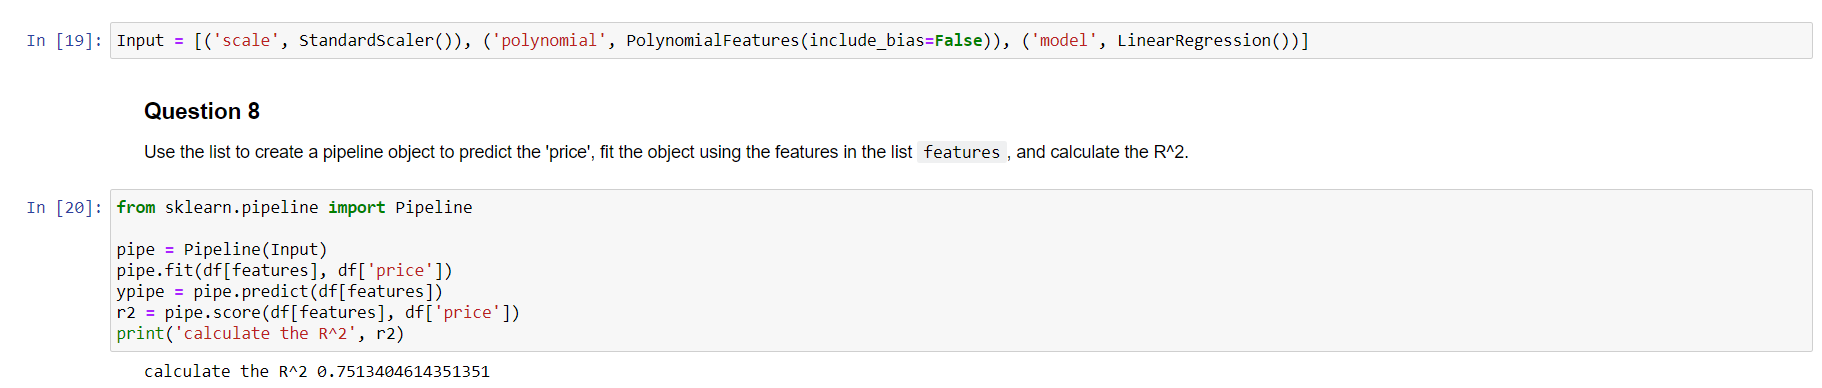 In [19]: Input = [('scale', StandardScaler()), ('polynomial', PolynomialFeatures(include_bias=False)), ('model', LinearRegression())]
Question 8
Use the list to create a pipeline object to predict the 'price', fit the object using the features in the list features , and calculate the R^2.
In [20]: from sklearn.pipeline import Pipeline
pipe = Pipeline(Input)
pipe.fit(df[features], df['price'])
ypipe = pipe.predict(df[features])
r2 = pipe.score(df[features], df['price'])
print('calculate the R^2', r2)
calculate the R^2 0.7513404614351351